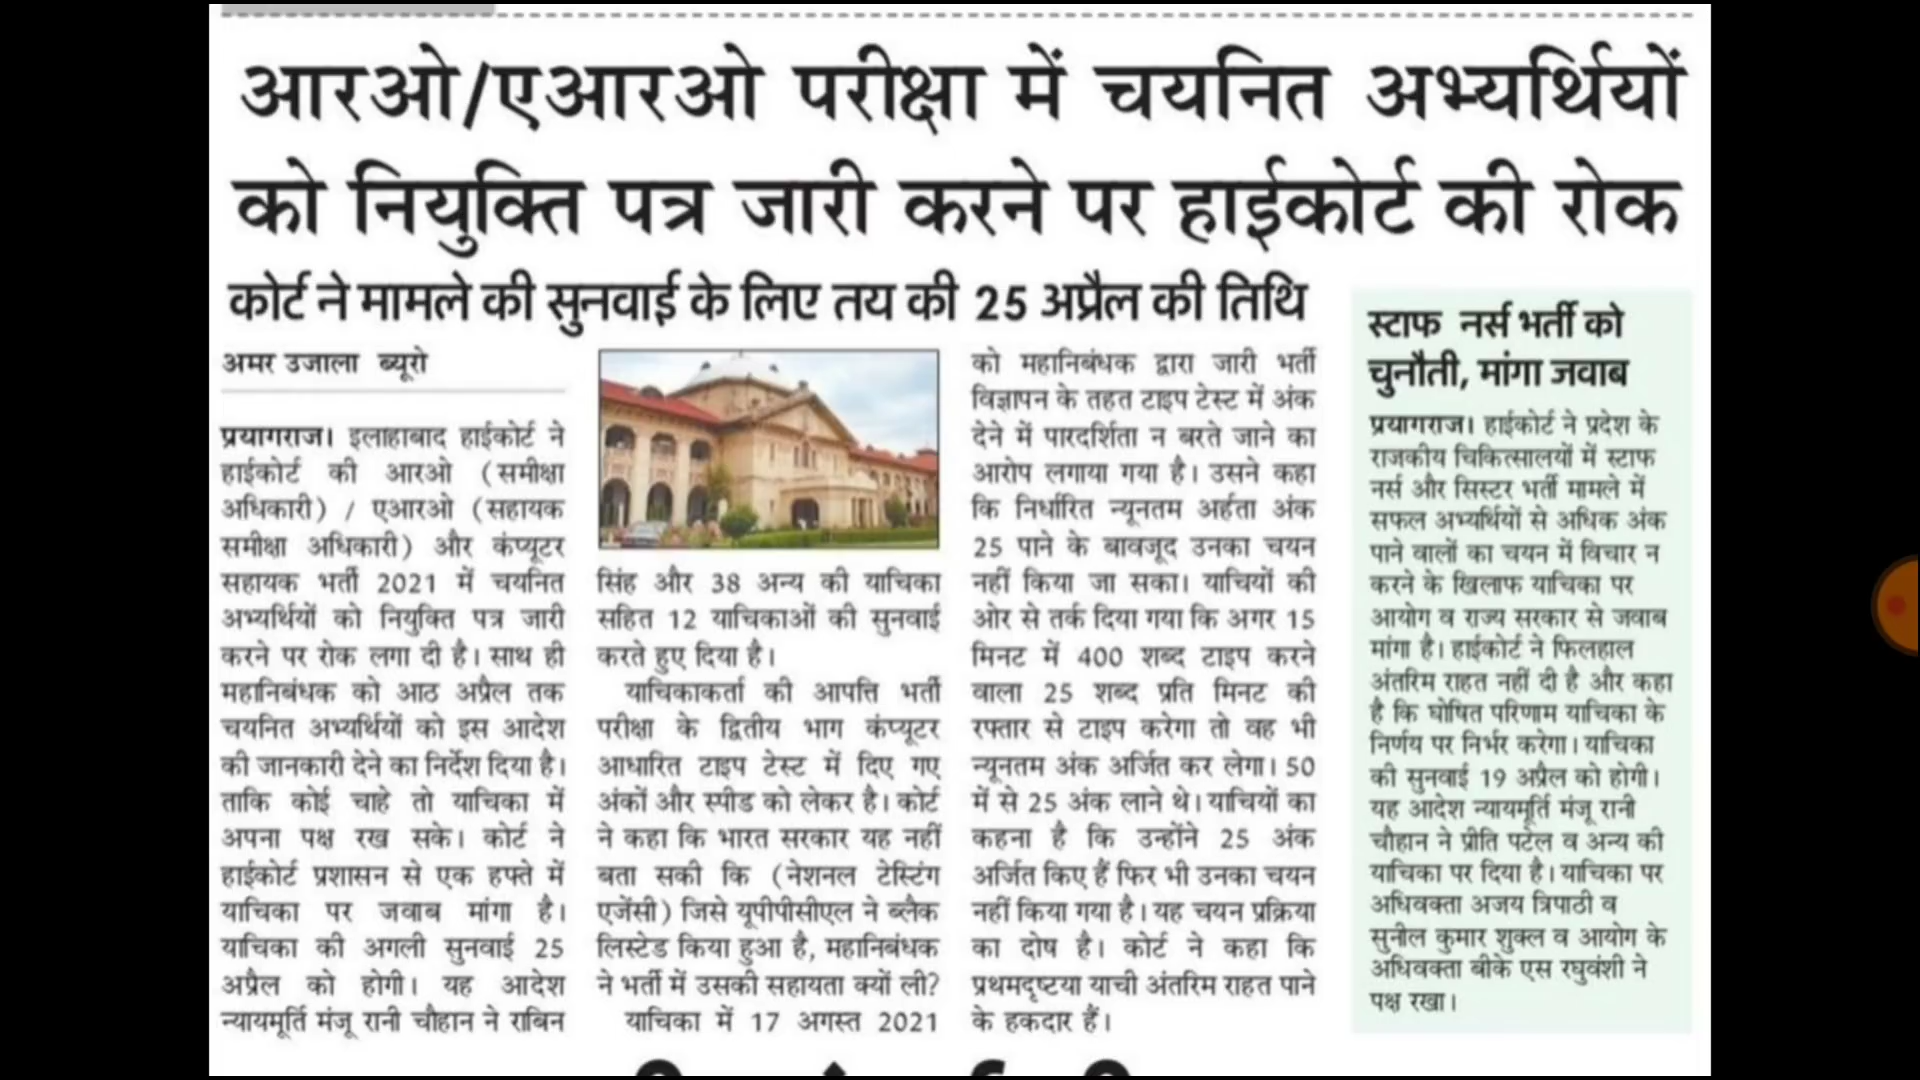 आरओ/एआरओ परीक्षा में चयनित अभ्यर्थियों
को नियुक्ति पत्र जारी करने पर हाईकोर्ट की रोक
कोर्ट ने मामले की सुनवाई के लिए तय की 25 अप्रैल की तिथि
अमर उजाला ब्यूरो
प्रयागराज। इलाहाबाद हाईकोर्ट ने
हाईकोर्ट की आरओ (समीक्षा
अधिकारी) / एआरओ (सहायक
समीक्षा अधिकारी) और कंप्यूटर
सहायक भर्ती 2021 में चयनित
अभ्यर्थियों को नियुक्ति पत्र जारी
करने पर रोक लगा दी है। साथ ही
महानिबंधक को आठ अप्रैल तक
चयनित अभ्यर्थियों को इस आदेश
की जानकारी देने का निर्देश दिया है।
ताकि कोई चाहे तो याचिका में
अपना पक्ष रख सके। कोर्ट ने
हाईकोर्ट प्रशासन से एक हफ्ते में
याचिका पर जवाब मांगा है।
याचिका की अगली सुनवाई 25
अप्रैल को होगी। यह आदेश
न्यायमूर्ति मंजू रानी चौहान ने राबिन
सिंह और 38 अन्य की याचिका
सहित 12 याचिकाओं की सुनवाई
करते हुए दिया है।
याचिकाकर्ता की आपत्ति भर्ती
परीक्षा के द्वितीय भाग कंप्यूटर
आधारित टाइप टेस्ट में दिए गए
अंकों और स्पीड को लेकर है। कोर्ट
ने कहा कि भारत सरकार यह नहीं
बता सकी कि (नेशनल टेस्टिंग
एजेंसी) जिसे यूपीपीसीएल ने ब्लैक
लिस्टेड किया हुआ है, महानिबंधक
ने भर्ती में उसकी सहायता क्यों ली?
याचिका में 17 अगस्त 2021
को महानिबंधक द्वारा जारी भर्ती
विज्ञापन के तहत टाइप टेस्ट में अंक
देने में पारदर्शिता न बरते जाने का
आरोप लगाया गया है। उसने कहा
कि निर्धारित न्यूनतम अर्हता अंक
25 पाने के बावजूद उनका चयन
नहीं किया जा सका। याचियों की
ओर से तर्क दिया गया कि अगर 15
मिनट में 400 शब्द टाइप करने
वाला 25 शब्द प्रति मिनट की
रफ्तार से टाइप करेगा तो वह भी
न्यूनतम अंक अर्जित कर लेगा। 50
में से 25 अंक लाने थे। याचियों का
कहना है कि उन्होंने 25 अंक
अर्जित किए हैं फिर भी उनका चयन
नहीं किया गया है। यह चयन प्रक्रिया
का दोष है। कोर्ट ने कहा कि
प्रथमदृष्टया याची अंतरिम राहत पाने
के हकदार हैं।
स्टाफ नर्स भर्ती को
चुनौती, मांगा जवाब
प्रयागराज। हाईकोर्ट ने प्रदेश के
राजकीय चिकित्सालयों में स्टाफ
नर्स और सिस्टर भर्ती मामले में
सफल अभ्यर्थियों से अधिक अंक
पाने वालों का चयन में विचार न
करने के खिलाफ याचिका पर
आयोग व राज्य सरकार से जवाब
मांगा है। हाईकोर्ट ने फिलहाल
अंतरिम राहत नहीं दी है और कहा
है कि घोषित परिणाम याचिका के
निर्णय पर निर्भर करेगा। याचिका
की सुनवाई 19 अप्रैल को होगी।
यह आदेश न्यायमूर्ति मंजू रानी
चौहान ने प्रीति पटेल व अन्य की
याचिका पर दिया है। याचिका पर
अधिवक्ता अजय त्रिपाठी व
सुनील कुमार शुक्ल व आयोग के
अधिवक्ता बीके एस रघुवंशी ने
पक्ष रखा।